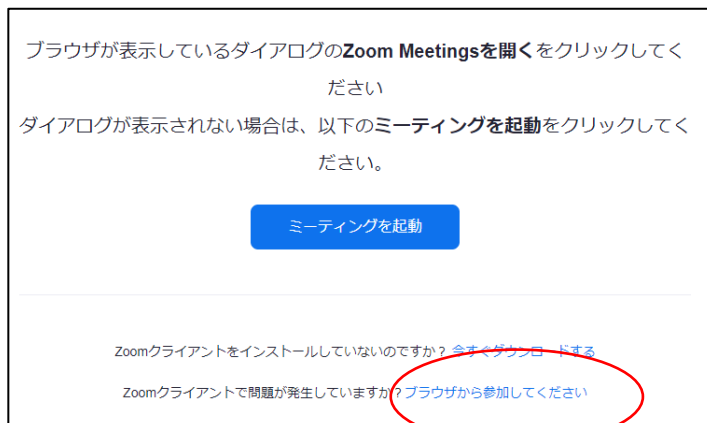 ブラウザが表示しているダイアログのZoom Meetingsを開くをクリックしてく
ださい
ダイアログが表示されない場合は、以下のミーティングを起動をクリックしてく
ださい。
ミーティングを起動
Zoomクライアントをインストールしていないのですか？ 今すぐダウンロードする
Zoomクライアントで問題が発生していますか？ブラウザから参加してください